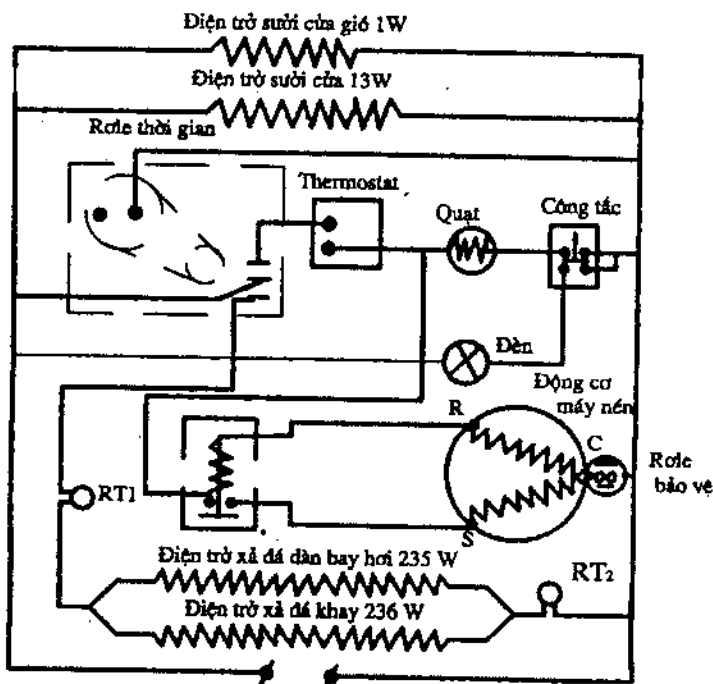 Điện trở sưởi cửa gió 1W
Điện trở sưởi cửa 13W
Rơle thời gian
Thermostat
Quạt
Công tắc
Đèn
Động cơ
máy nén
R
C
Rơle
bảo vệ
RT1
S
Điện trở xả đá dàn bay hơi 235 W
RT2
Điện trở xả đá khay 236 W